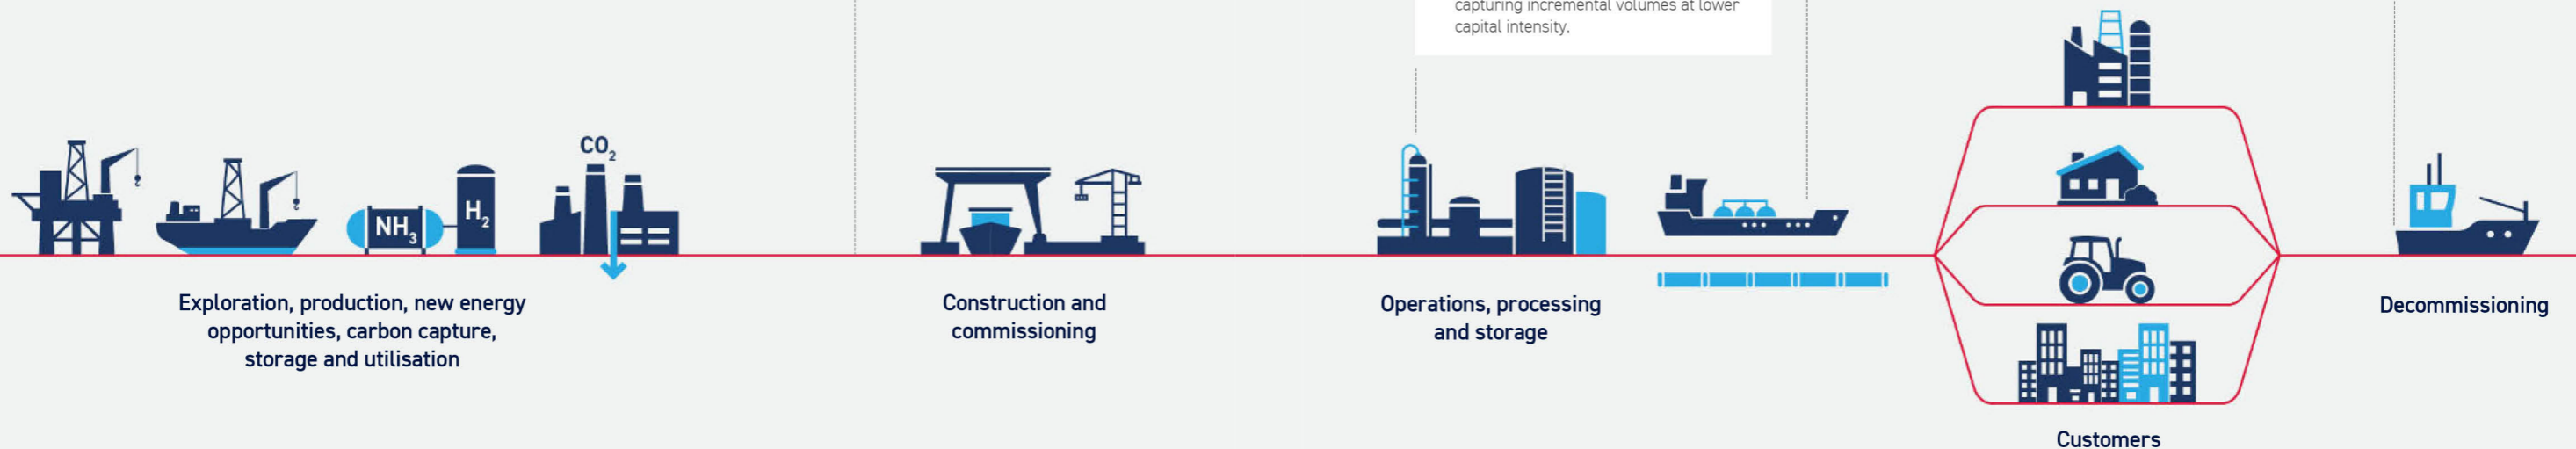 capturing incremental volumes at lower
capital intensity.
CO₂
NH₃
H₂
Exploration, production, new energy
opportunities, carbon capture,
storage and utilisation
Construction and
commissioning
Operations, processing
and storage
Customers
Decommissioning